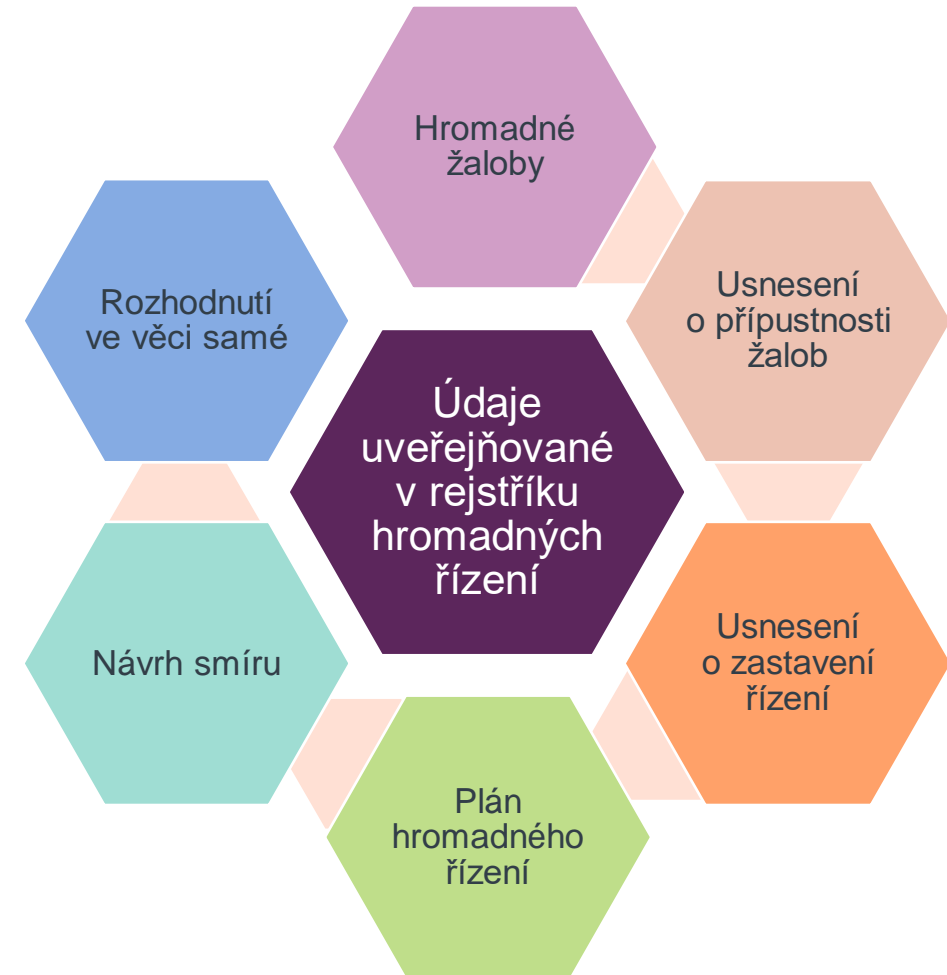 Hromadné
žaloby
Usnesení
o přípustnosti
žalob
Usnesení
o zastavení
řízení
Plán
hromadného
řízení
Návrh smíru
Rozhodnutí
ve věci samé
Údaje
uveřejňované
v rejstříku
hromadných
řízení